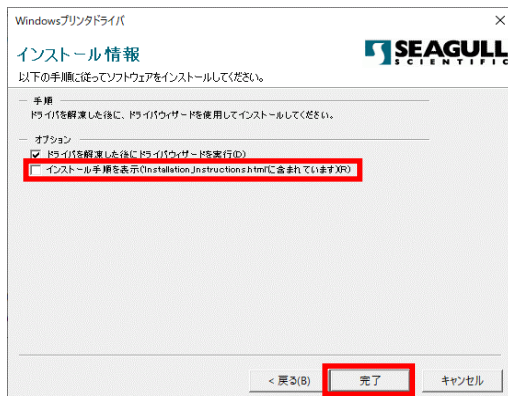 Windowsプリンタドライバ
インストール情報
SEAGULL
SCIENTIFIC
以下の手順に従ってソフトウェアをインストールしてください。
手順
ドライバを解凍した後に、ドライバウィザードを使用してインストールしてください。
オプション
ドライバを解凍した後にドライバウィザードを実行(D)
インストール手順を表示('Installation_Instructions.html'に含まれています)(R)
< 戻る(B)
完了
キャンセル